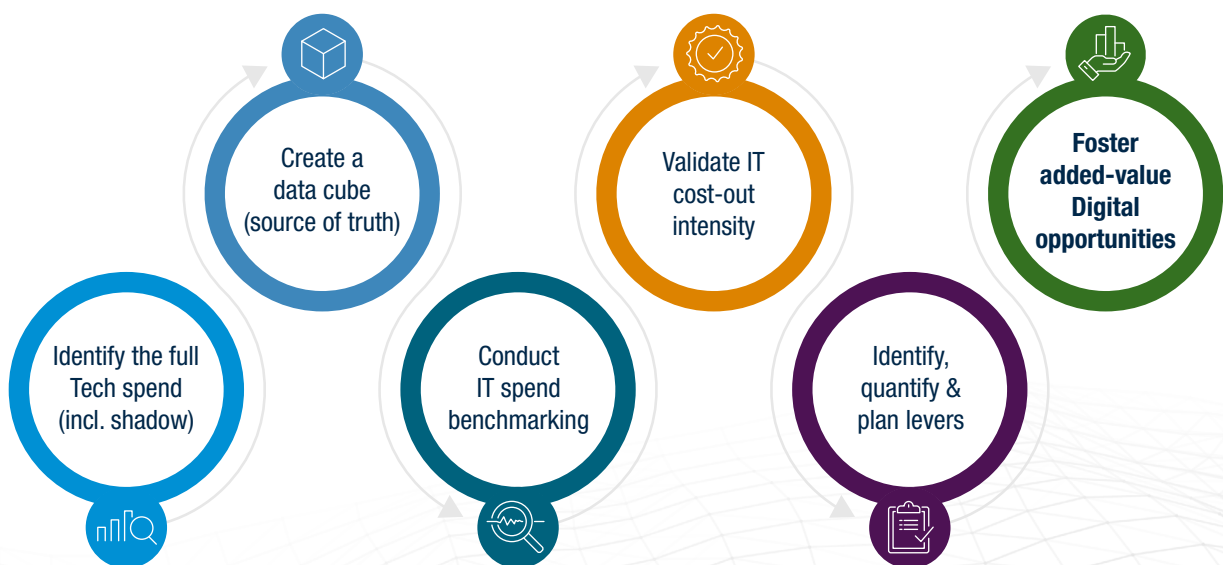 Identify the full
Tech spend
(incl. shadow)
Create a
data cube
(source of truth)
Conduct
IT spend
benchmarking
Validate IT
cost-out
intensity
Identify,
quantify &
plan levers
Foster
added-value
Digital
opportunities